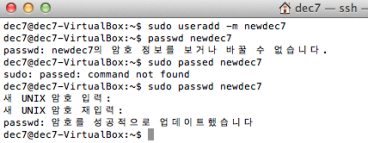 dec7 — ssh
dec7@dec7-VirtualBox:~$ sudo useradd -m newdec7
dec7@dec7-VirtualBox:~$ passwd newdec7
passwd: newdec7의 암호 정보를 보거나 바꿀 수 없습니다.
dec7@dec7-VirtualBox:~$ sudo passed newdec7
sudo: passed: command not found
dec7@dec7-VirtualBox:~$ sudo passwd newdec7
새 UNIX 암호 입력:
새 UNIX 암호 재입력:
passwd: 암호를 성공적으로 업데이트했습니다
dec7@dec7-VirtualBox:~$